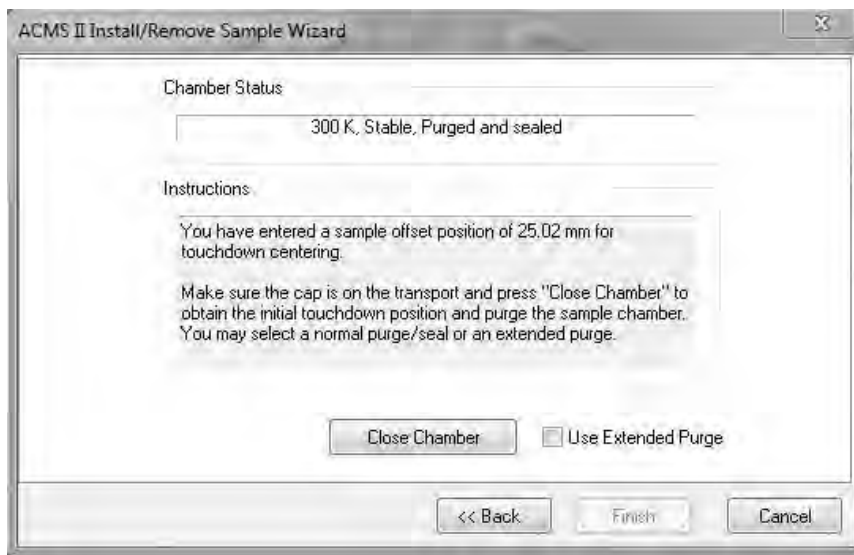 ACMS II Install/Remove Sample Wizard
Chamber Status
300 K, Stable, Purged and sealed
Instructions
You have entered a sample offset position of 25.02 mm for
touchdown centering.
Make sure the cap is on the transport and press "Close Chamber" to
obtain the initial touchdown position and purge the sample chamber.
You may select a normal purge/seal or an extended purge.
Close Chamber
Use Extended Purge
<< Back
Finish
Cancel